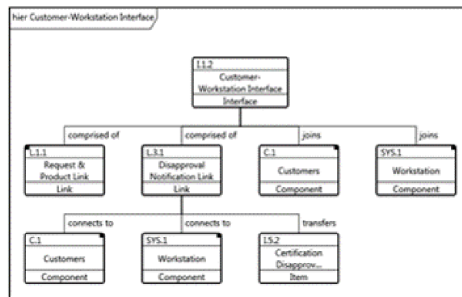 hier Customer-Workstation Interface
I.1.2
Customer-
Workstation Interface
Interface
comprised of
comprised of
joins
joins
L.1.1
Request &
Product Link
Link
L.3.1
Disapproval
Notification Link
Link
C.1
Customers
Component
SYS.1
Workstation
Component
connects to
connects to
transfers
C.1
Customers
Component
SYS.1
Workstation
Component
I.5.2
Certification
Disapprov...
Item